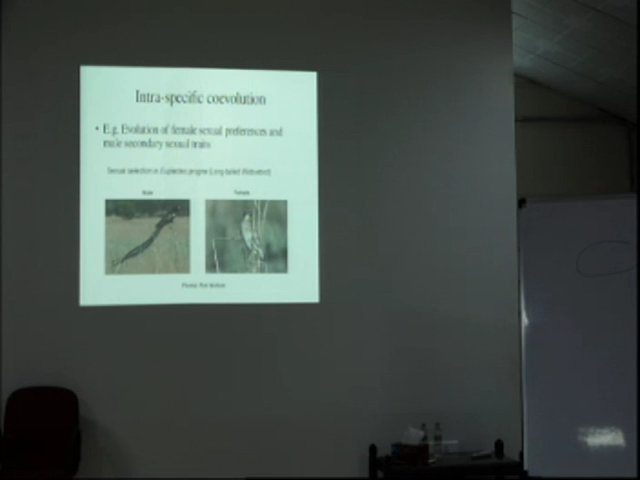 Intra-specific coevolution
• E.g. Evolution of female sexual preferences and
male secondary sexual traits
Sexual selection in Euplectes progne (Long-tailed Widowbird)
Male
Female
Photos: